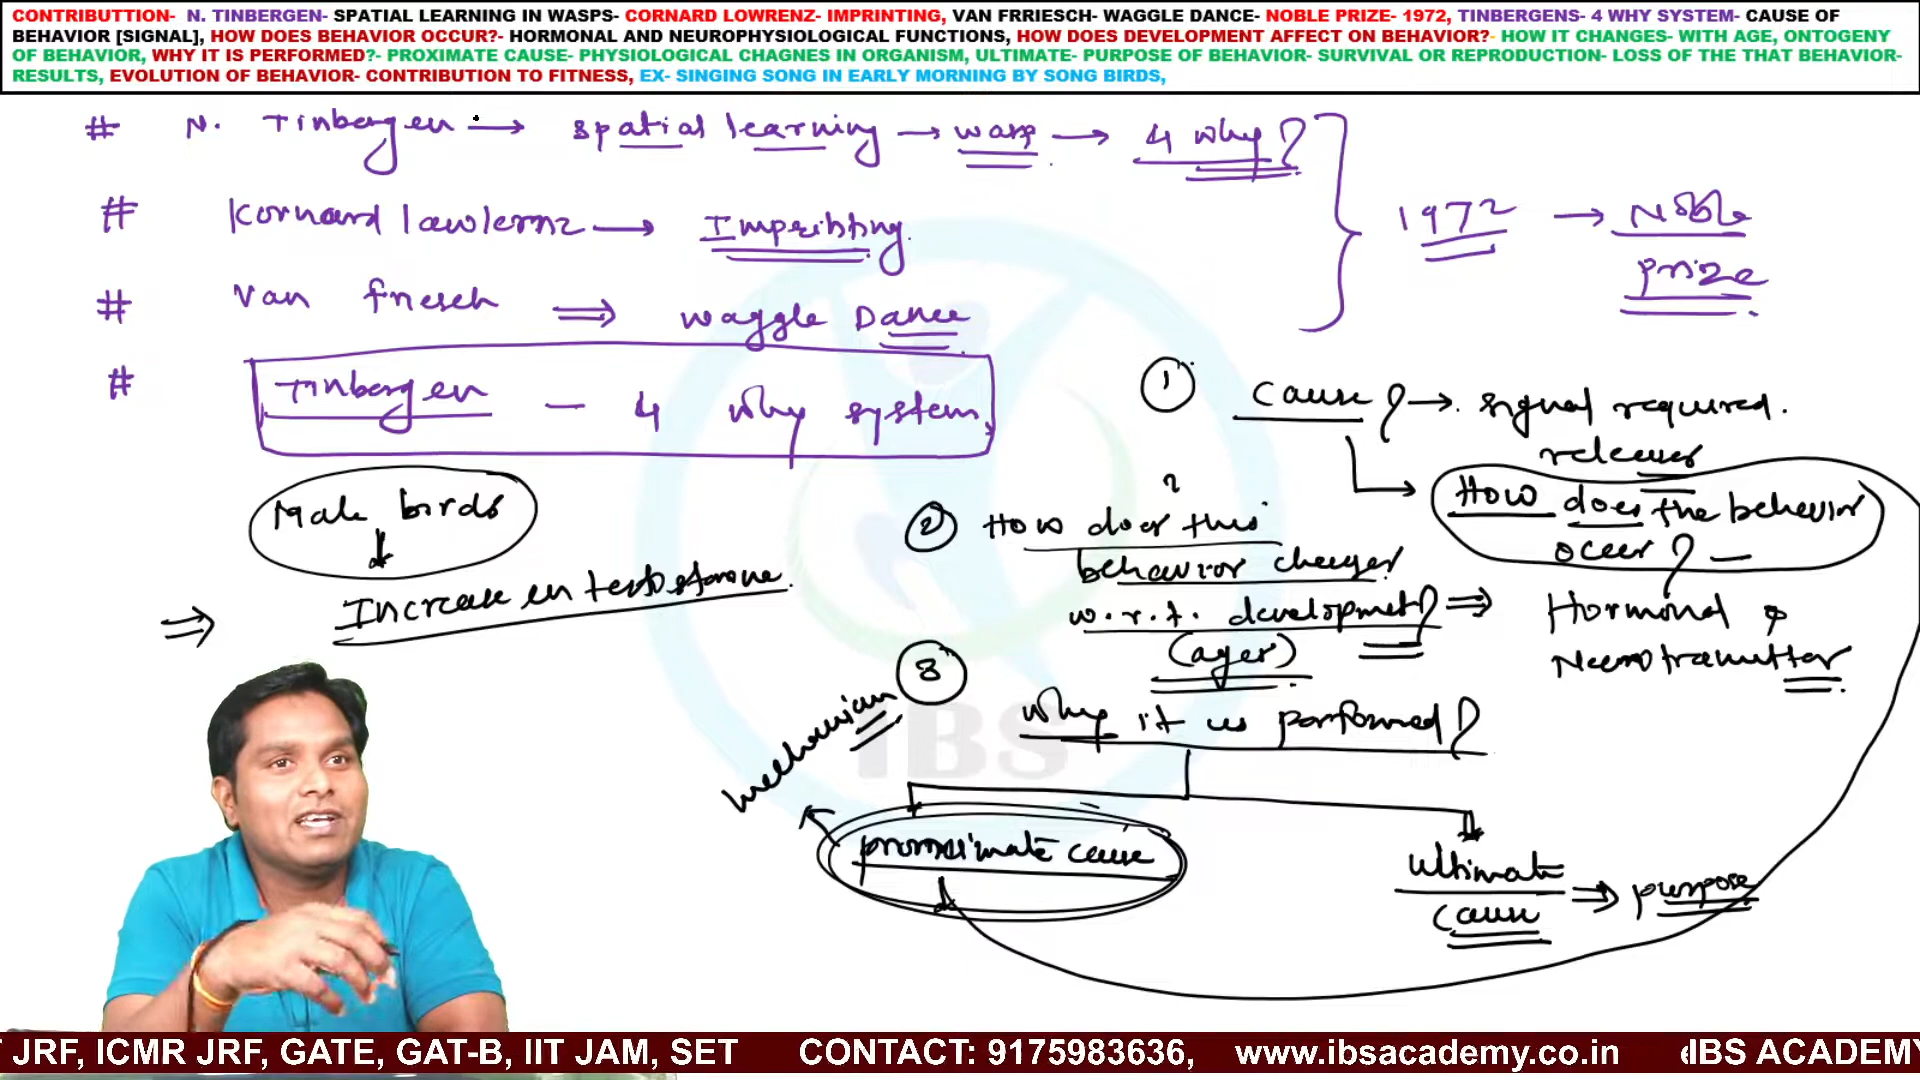 CONTRIBUTTION- N. TINBERGEN- SPATIAL LEARNING IN WASPS- CORNARD LOWRENZ- IMPRINTING, VAN FRRIESCH- WAGGLE DANCE- NOBLE PRIZE- 1972, TINBERGENS- 4 WHY SYSTEM- CAUSE OF
BEHAVIOR [SIGNAL], HOW DOES BEHAVIOR OCCUR?- HORMONAL AND NEUROPHYSIOLOGICAL FUNCTIONS, HOW DOES DEVELOPMENT AFFECT ON BEHAVIOR?- HOW IT CHANGES- WITH AGE, ONTOGENY
OF BEHAVIOR, WHY IT IS PERFORMED?- PROXIMATE CAUSE- PHYSIOLOGICAL CHAGNES IN ORGANISM, ULTIMATE- PURPOSE OF BEHAVIOR- SURVIVAL OR REPRODUCTION- LOSS OF THE THAT BEHAVIOR-
RESULTS, EVOLUTION OF BEHAVIOR- CONTRIBUTION TO FITNESS, EX- SINGING SONG IN EARLY MORNING BY SONG BIRDS,
# N. Tinbergen → spatial learning → wasp → 4 why?
# Kornard lawlernz → Imprinting
1972 → Noble
prize
# Van friesch ⇒ waggle Dance
# Tinbergen - 4 why system
① cause? → signal required.
releaser
Male birds
How does the behavior
occur? -
② How does this
behavior changes
w.r.t. development? ⇒ Hormonal &
(ages)
Increase in testosterone.
③ why it is performed?
mechanism
proximate cause
ultimate
cause ⇒ purpose
IBS
T JRF, ICMR JRF, GATE, GAT-B, IIT JAM, SET CONTACT: 9175983636, www.ibsacademy.co.in IBS ACADEMY